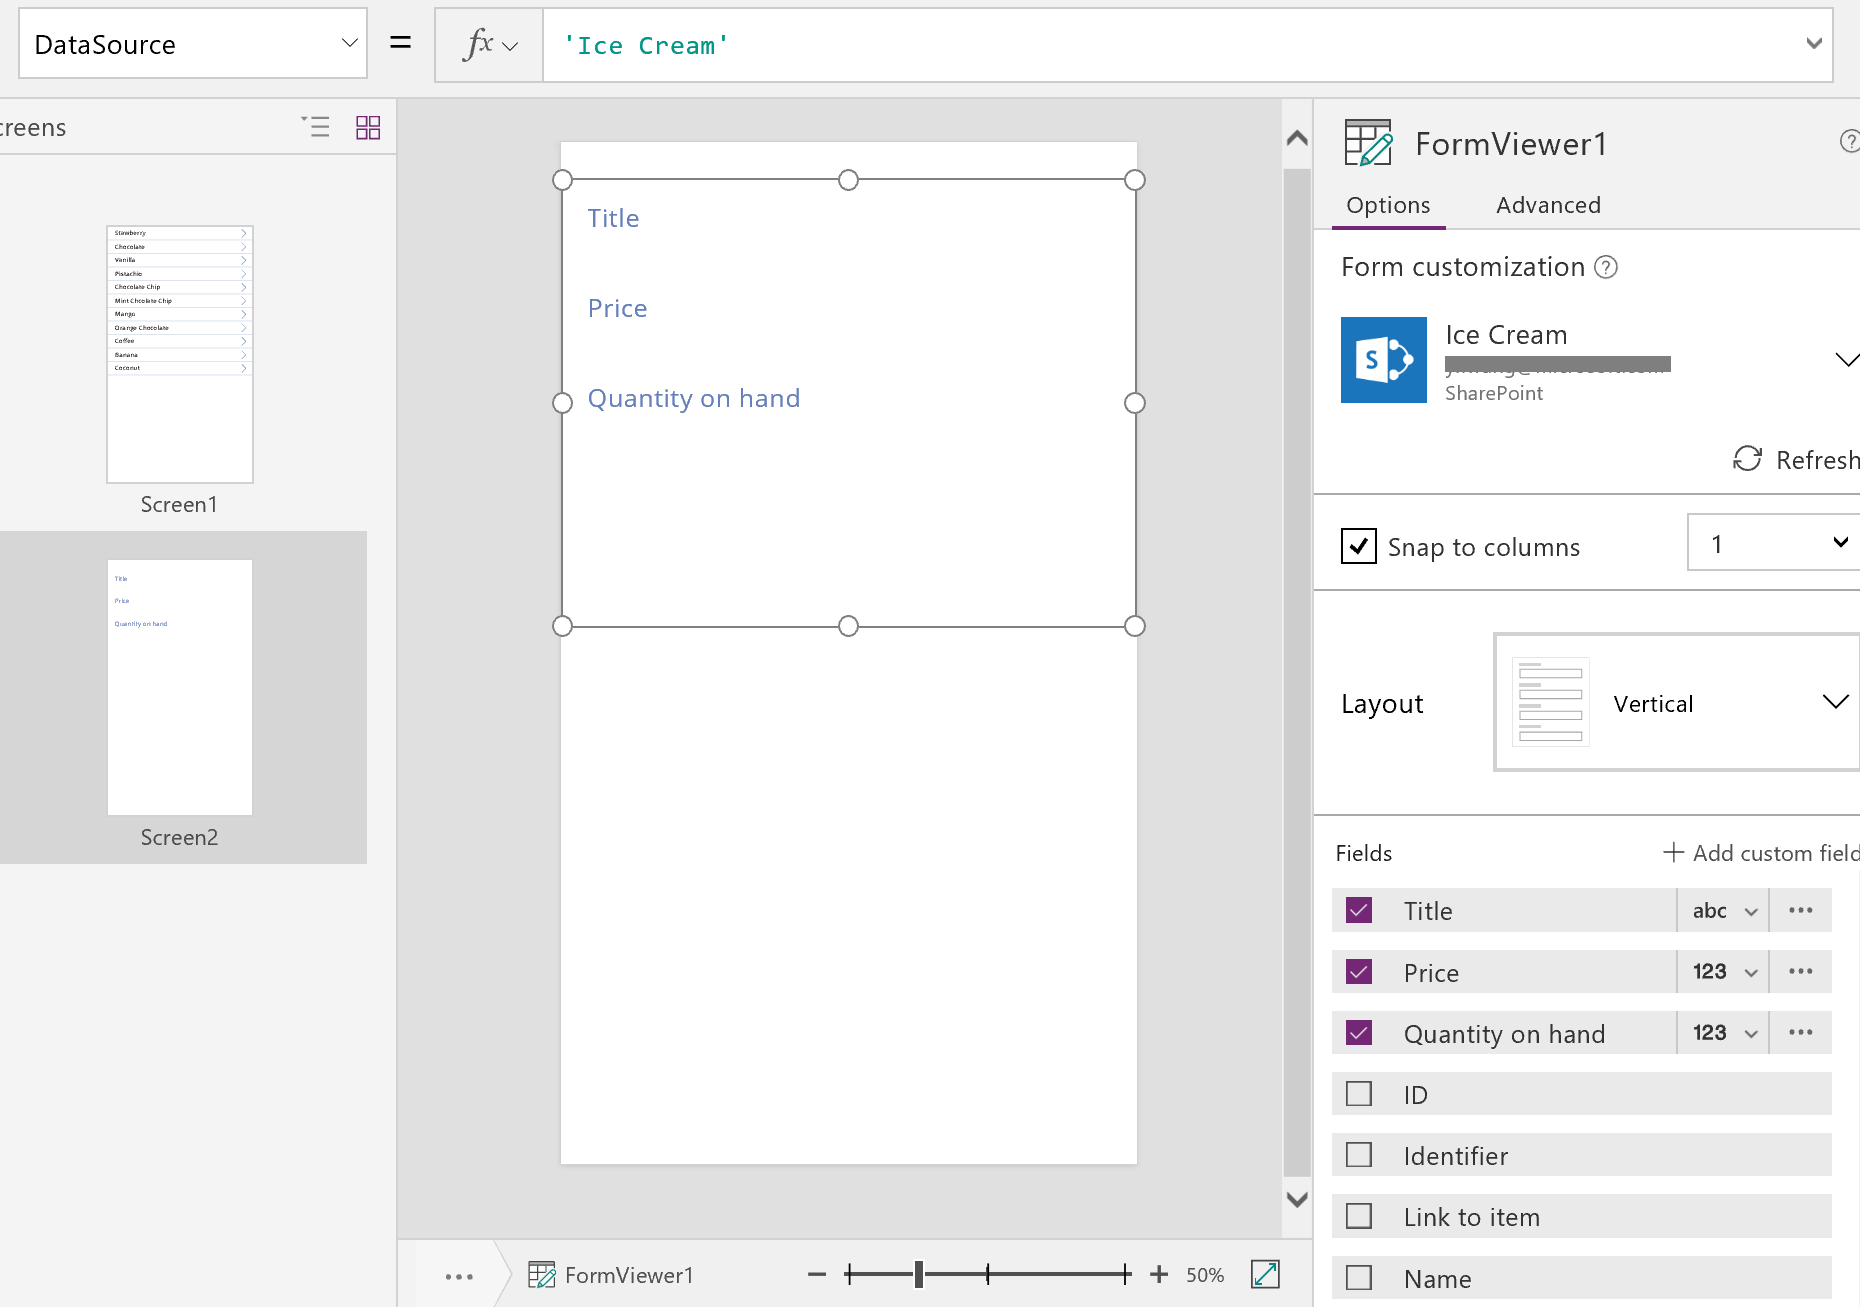 DataSource
=
fx
'Ice Cream'
creens
Stawberry
Chocolate
Vanilla
Pistachio
Chocolate Chip
Mint Chcolate Chip
Mango
Orange Chocolate
Coffee
Banana
Coconut
Screen1
Title
Price
Quantity on hand
Screen2
Title
Price
Quantity on hand
FormViewer1
50%
FormViewer1
Options
Advanced
Form customization
Ice Cream
SharePoint
Refresh
Snap to columns
1
Layout
Vertical
Fields
Add custom field
Title abc
Price 123
Quantity on hand 123
ID
Identifier
Link to item
Name